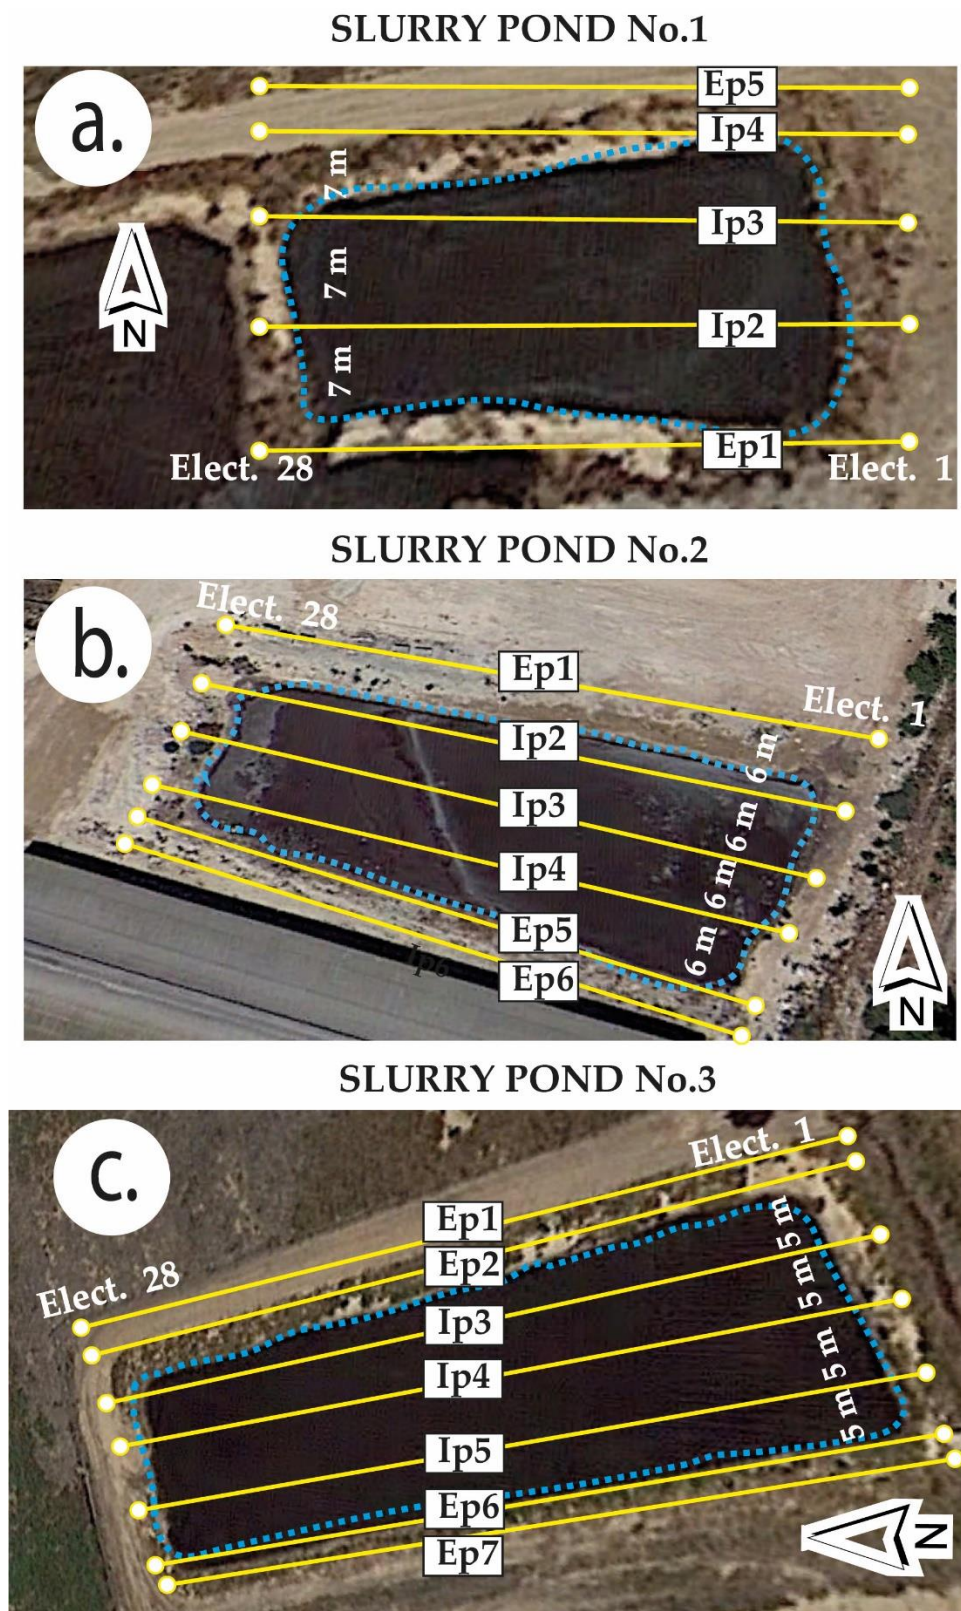 SLURRY POND No.1
a.
Ep5
Ip4
7 m
Ip3
7 m
N
Ip2
7 m
Ep1
Elect. 28
Elect. 1
SLURRY POND No.2
b.
Elect. 28
Ep1
Elect. 1
Ip2
6 m
Ip3
6 m
Ip4
6 m
Ep5
6 m
Ip6
Ep6
N
SLURRY POND No.3
c.
Elect. 1
Ep1
5 m
Ep2
Elect. 28
5 m
Ip3
5 m
Ip4
5 m
Ip5
Ep6
N
Ep7